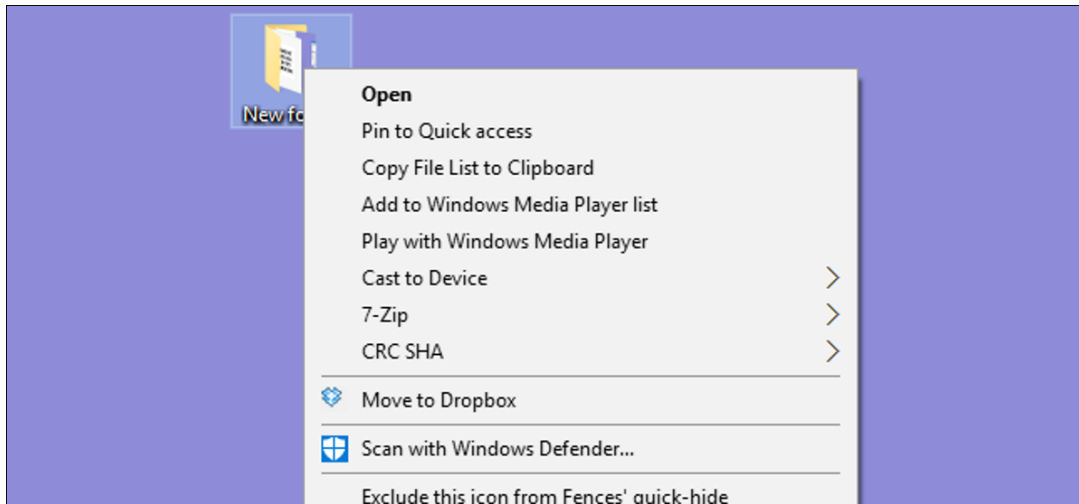 New fo
Open
Pin to Quick access
Copy File List to Clipboard
Add to Windows Media Player list
Play with Windows Media Player
Cast to Device
7-Zip
CRC SHA
Move to Dropbox
Scan with Windows Defender...
Exclude this icon from Fences' quick-hide